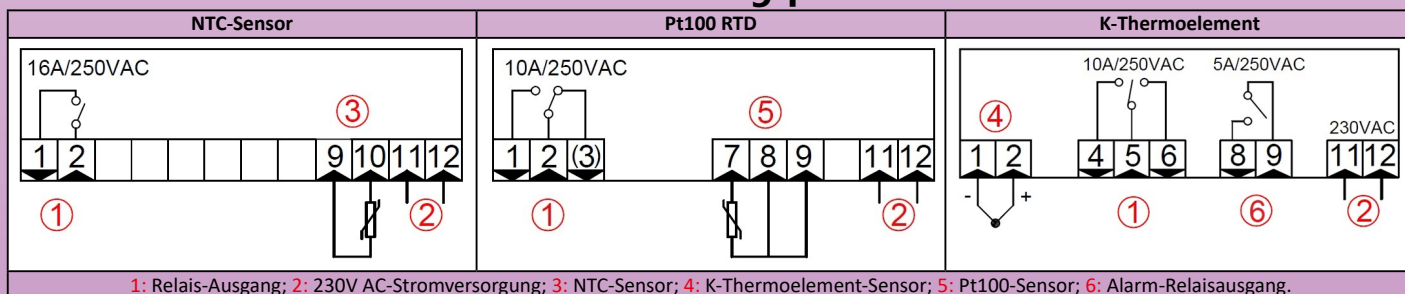 NTC-Sensor Pt100 RTD K-Thermoelement
16A/250VAC 10A/250VAC 10A/250VAC 5A/250VAC
③ ⑤ ④ 230VAC
1 2 9 10 11 12 1 2 (3) 7 8 9 11 12 1 2 4 5 6 8 9 11 12
① ② ① ② - + ① ⑥ ②
1: Relais-Ausgang; 2: 230V AC-Stromversorgung; 3: NTC-Sensor; 4: K-Thermoelement-Sensor; 5: Pt100-Sensor; 6: Alarm-Relaisausgang.